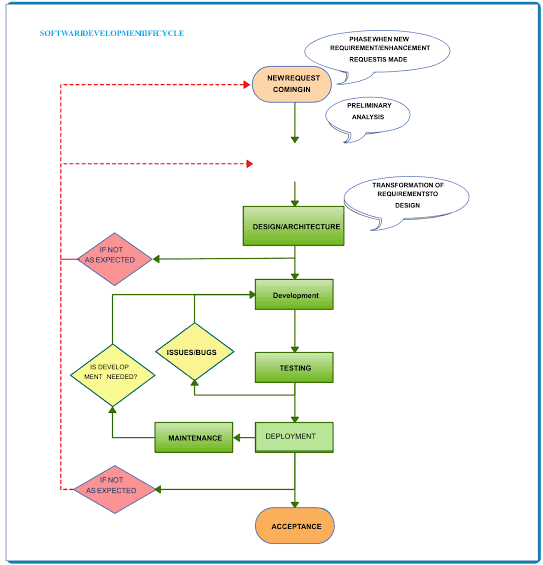 SOFTWAREDEVELOPMENTLIFECYCLE
PHASE WHEN NEW
REQUIREMENT/ENHANCEMENT
REQUESTIS MADE
NEWREQUEST
COMINGIN
PRELIMINARY
ANALYSIS
TRANSFORMATION OF
REQUIREMENTSTO
DESIGN
DESIGN/ARCHITECTURE
IF NOT
AS EXPECTED
Development
ISSUES/BUGS
IS DEVELOP
MENT NEEDED?
TESTING
MAINTENANCE
DEPLOYMENT
IF NOT
AS EXPECTED
ACCEPTANCE